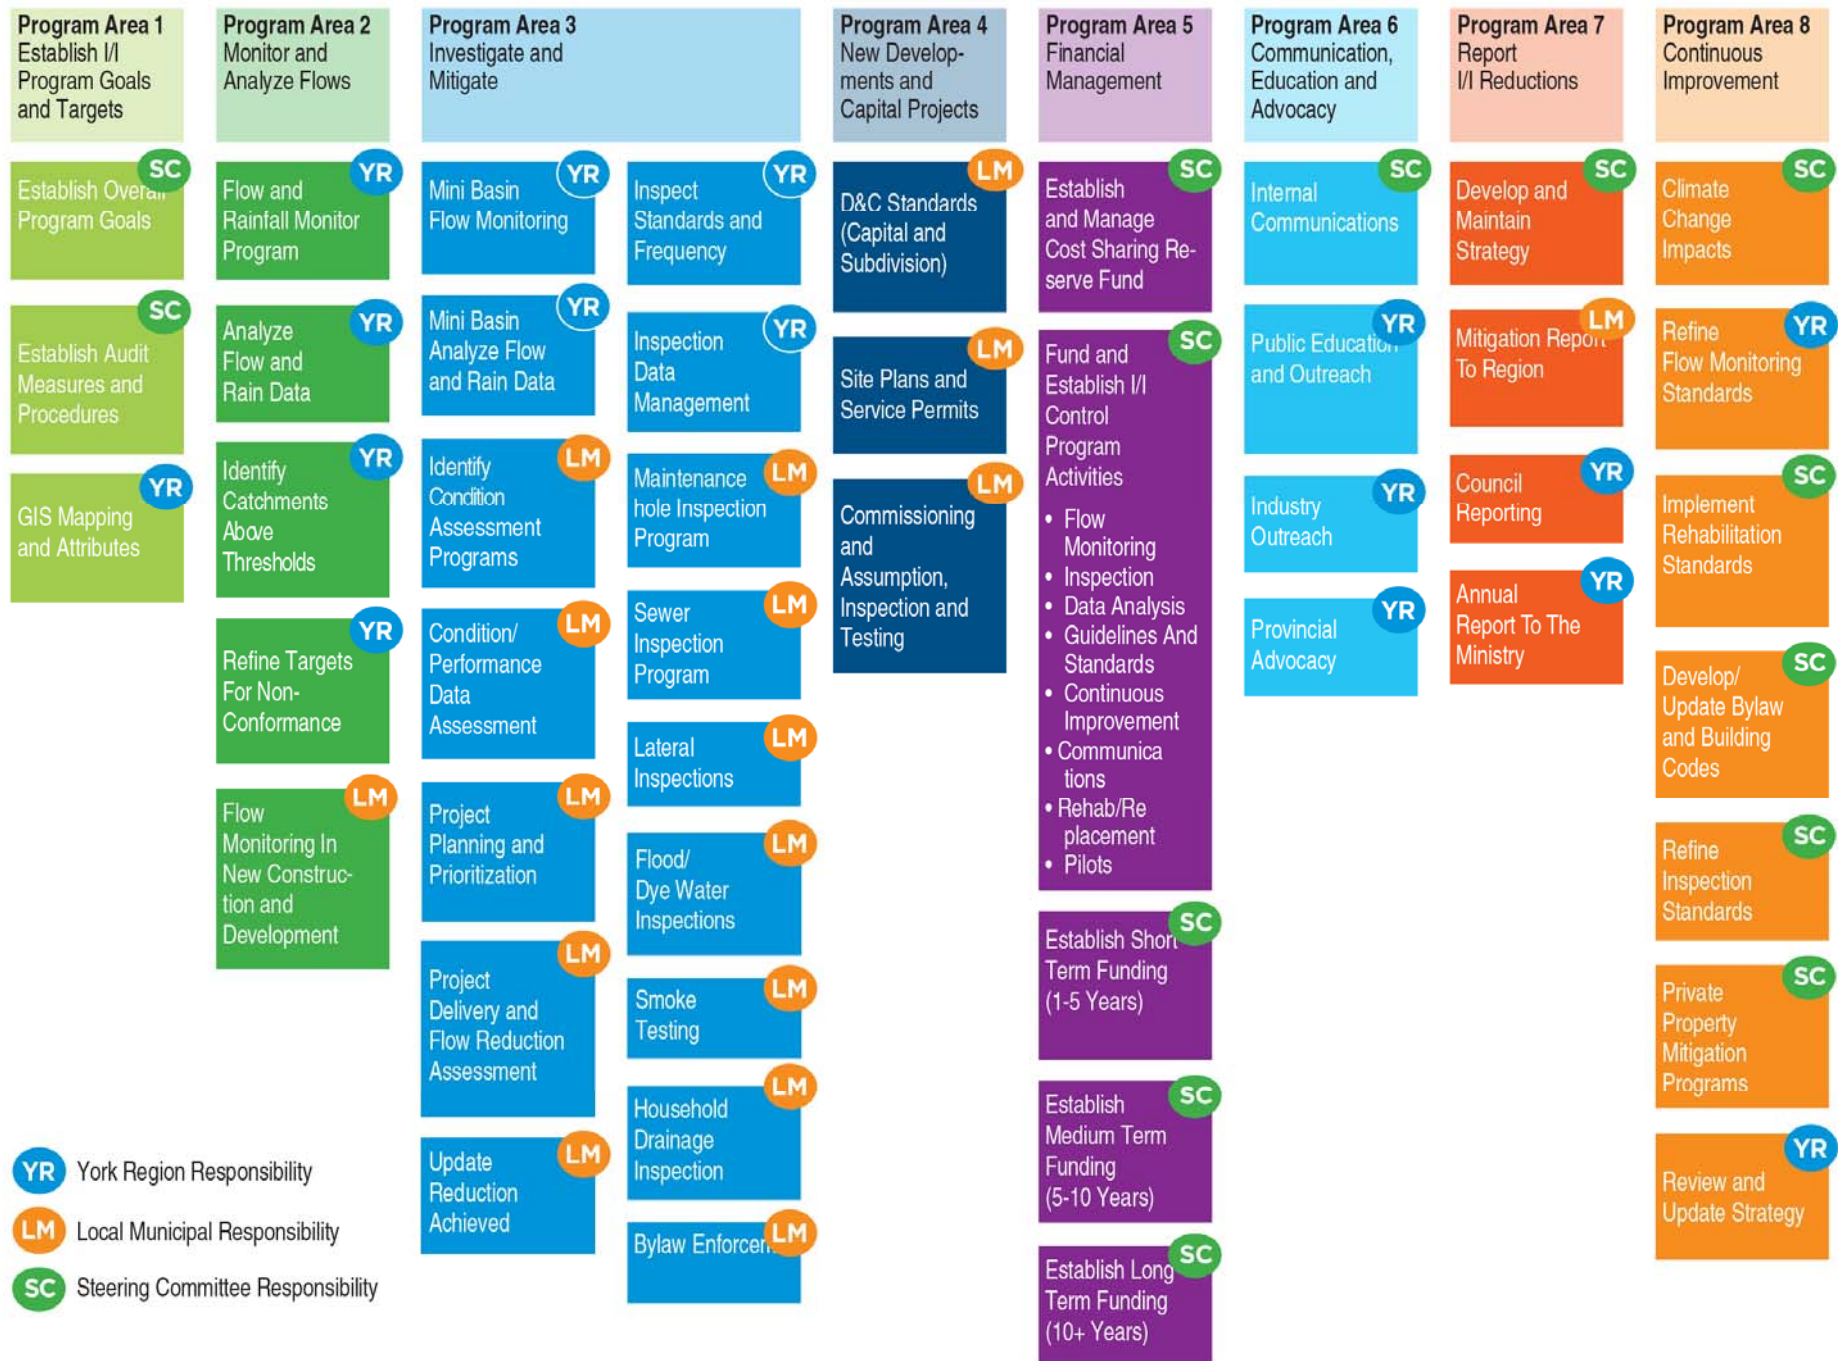 Program Area 1
Establish I/I
Program Goals
and Targets
SC
Establish Overall
Program Goals
SC
Establish Audit
Measures and
Procedures
YR
GIS Mapping
and Attributes
Program Area 2
Monitor and
Analyze Flows
YR
Flow and
Rainfall Monitor
Program
YR
Analyze
Flow and
Rain Data
YR
Identify
Catchments
Above
Thresholds
YR
Refine Targets
For Non-
Conformance
LM
Flow
Monitoring In
New Construc-
tion and
Development
Program Area 3
Investigate and
Mitigate
YR
Mini Basin
Flow Monitoring
YR
Mini Basin
Analyze Flow
and Rain Data
LM
Identify
Condition
Assessment
Programs
LM
Condition/
Performance
Data
Assessment
LM
Project
Planning and
Prioritization
LM
Project
Delivery and
Flow Reduction
Assessment
LM
Update
Reduction
Achieved
YR
Inspect
Standards and
Frequency
YR
Inspection
Data
Management
LM
Maintenance
hole Inspection
Program
LM
Sewer
Inspection
Program
LM
Lateral
Inspections
LM
Flood/
Dye Water
Inspections
LM
Smoke
Testing
LM
Household
Drainage
Inspection
LM
Bylaw
Program Area 4
New Develop-
ments and
Capital Projects
LM
D&C Standards
(Capital and
Subdivision)
LM
Site Plans and
Service Permits
LM
Commissioning
and
Assumption,
Inspection and
Testing
Program Area 5
Financial
Management
SC
Establish
and Manage
Cost Sharing Re-
serve Fund
SC
Fund and
Establish I/I
Control
Program
Activities
• Flow
Monitoring
• Inspection
• Data Analysis
• Guidelines And
Standards
• Continuous
Improvement
• Communica
tions
• Rehab/Re
placement
• Pilots
SC
Establish Short
Term Funding
(1-5 Years)
SC
Establish
Medium Term
Funding
(5-10 Years)
SC
Establish Long
Term Funding
(10+ Years)
Program Area 6
Communication,
Education and
Advocacy
SC
Internal
Communications
YR
Public Education
and Outreach
YR
Industry
Outreach
YR
Provincial
Advocacy
Program Area 7
Report
I/I Reductions
SC
Develop and
Maintain
Strategy
LM
Mitigation Report
To Region
YR
Council
Reporting
YR
Annual
Report To The
Ministry
Program Area 8
Continuous
Improvement
SC
Climate
Change
Impacts
YR
Refine
Flow Monitoring
Standards
SC
Implement
Rehabilitation
Standards
SC
Develop/
Update Bylaw
and Building
Codes
SC
Refine
Inspection
Standards
SC
Private
Property
Mitigation
Programs
YR
Review and
Update Strategy
YR York Region Responsibility
LM Local Municipal Responsibility
SC Steering Committee Responsibility